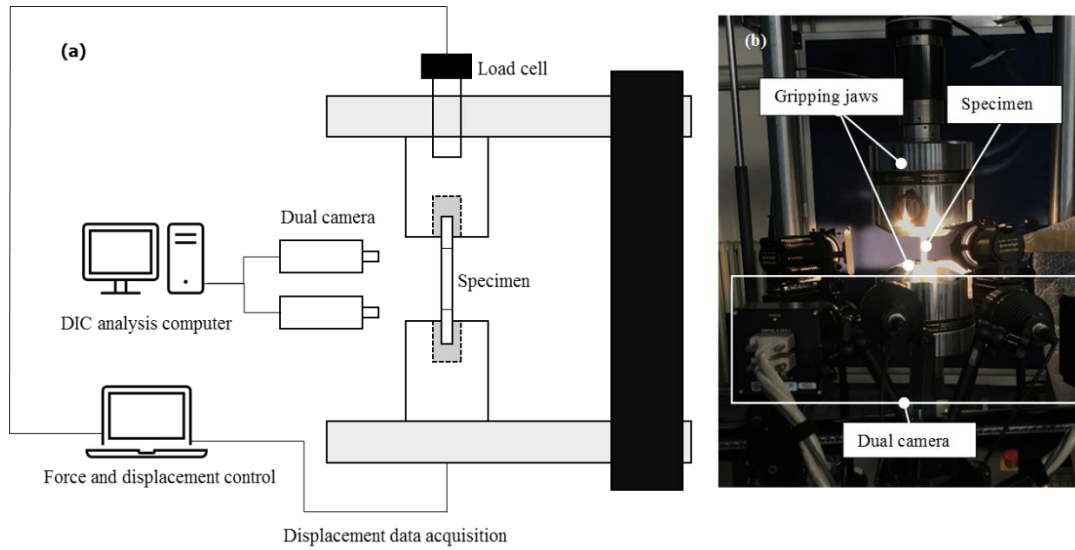 (a)
Load cell
Dual camera
Specimen
DIC analysis computer
Force and displacement control
Displacement data acquisition
(b)
Gripping jaws
Specimen
Dual camera